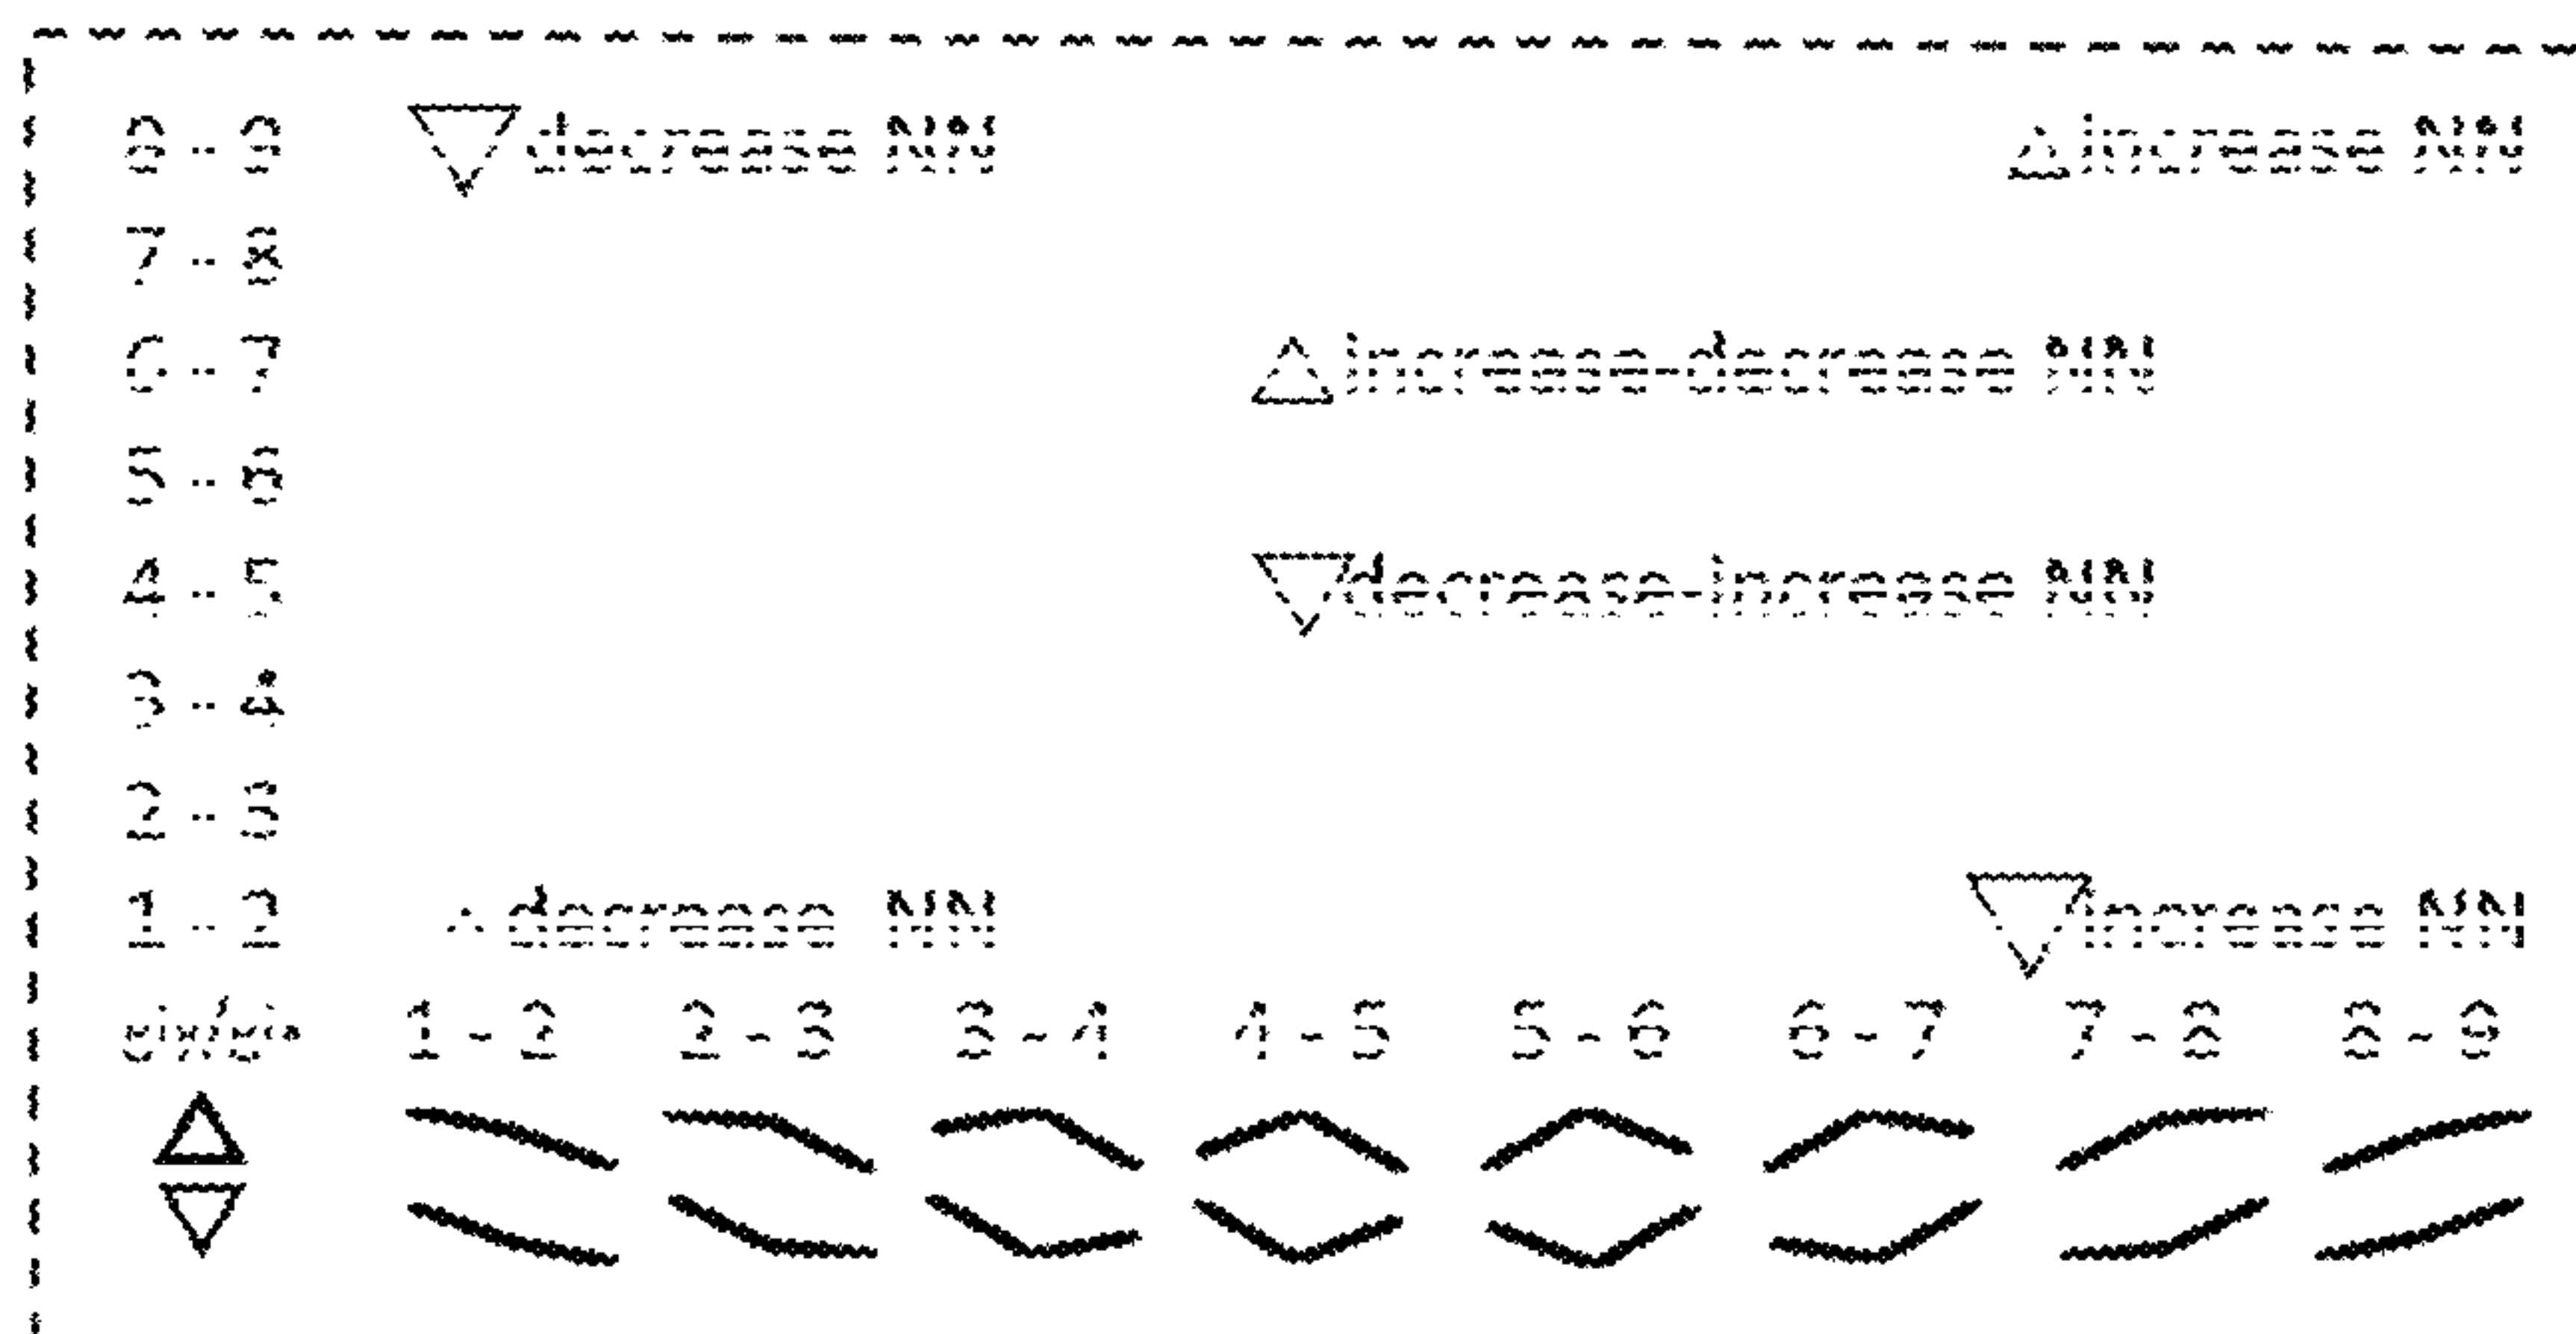 8 - 9 decrease NN increase NN
7 - 8
6 - 7 increase-decrease NN
5 - 6
4 - 5 decrease-increase NN
3 - 4
2 - 3
1 - 2 decrease NN increase NN
1 - 2 2 - 3 3 - 4 4 - 5 5 - 6 6 - 7 7 - 8 8 - 9